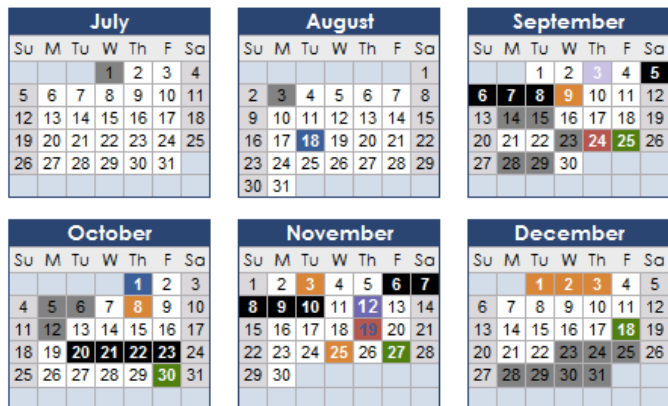 July
Su M Tu W Th F Sa
1 2 3 4
5 6 7 8 9 10 11
12 13 14 15 16 17 18
19 20 21 22 23 24 25
26 27 28 29 30 31
August
Su M Tu W Th F Sa
1
2 3 4 5 6 7 8
9 10 11 12 13 14 15
16 17 18 19 20 21 22
23 24 25 26 27 28 29
30 31
September
Su M Tu W Th F Sa
1 2 3 4 5
6 7 8 9 10 11 12
13 14 15 16 17 18 19
20 21 22 23 24 25 26
27 28 29 30
October
Su M Tu W Th F Sa
1 2 3
4 5 6 7 8 9 10
11 12 13 14 15 16 17
18 19 20 21 22 23 24
25 26 27 28 29 30 31
November
Su M Tu W Th F Sa
1 2 3 4 5 6 7
8 9 10 11 12 13 14
15 16 17 18 19 20 21
22 23 24 25 26 27 28
29 30
December
Su M Tu W Th F Sa
1 2 3 4 5
6 7 8 9 10 11 12
13 14 15 16 17 18 19
20 21 22 23 24 25 26
27 28 29 30 31